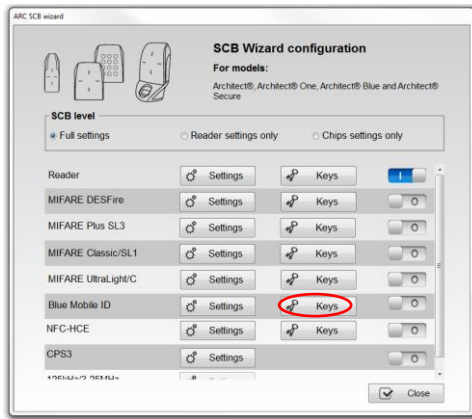 ARC SCB wizard
SCB Wizard configuration
For models:
Architect®, Architect® One, Architect® Blue and Architect®
Secure
SCB level
Full settings Reader settings only Chips settings only
Reader Settings Keys I
MIFARE DESFire Settings Keys O
MIFARE Plus SL3 Settings Keys O
MIFARE Classic/SL1 Settings Keys O
MIFARE UltraLight/C Settings Keys O
Blue Mobile ID Settings Keys O
NFC-HCE Settings Keys O
CPS3 Settings O
125kHz/3.25MHz
Close